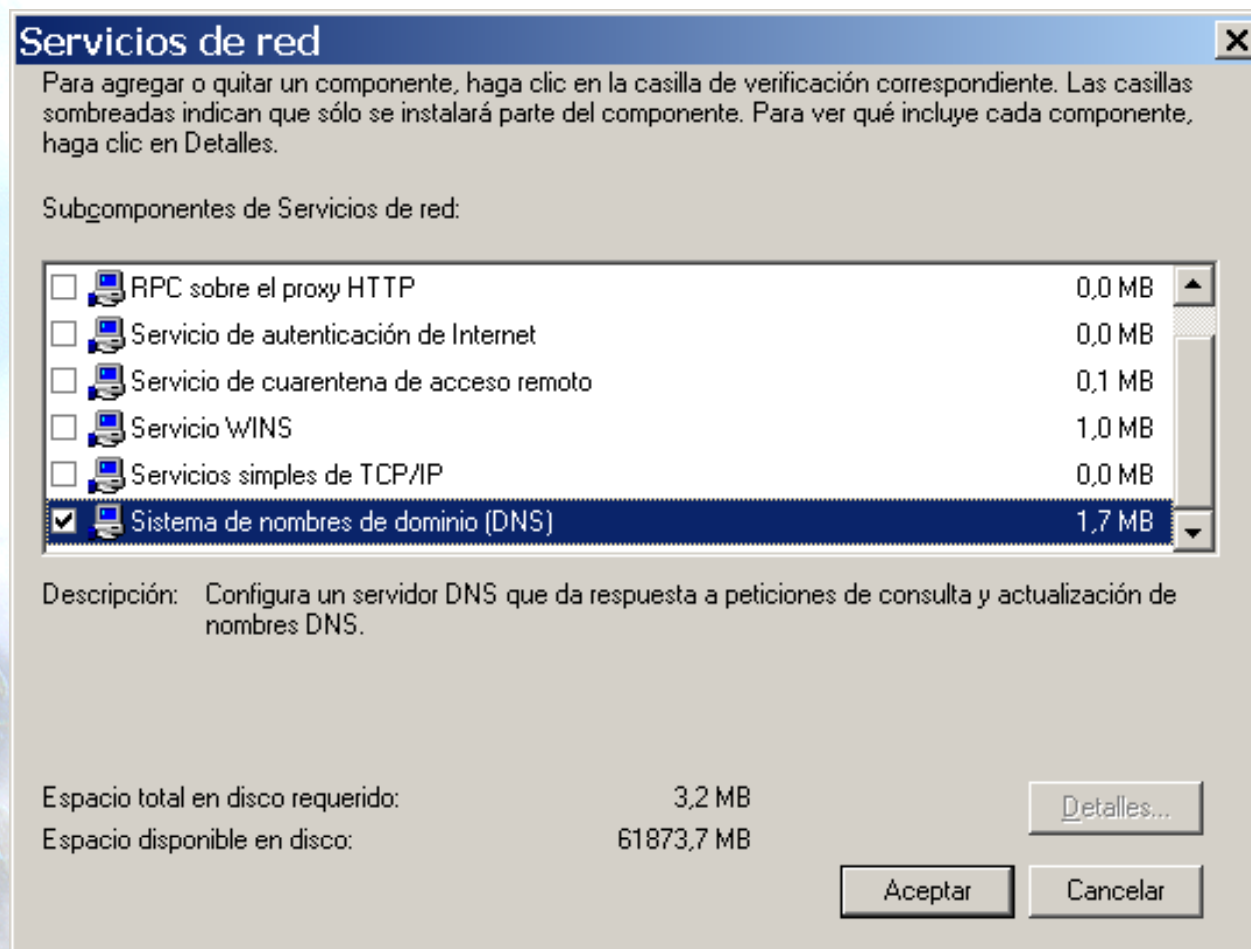 Servicios de red
Para agregar o quitar un componente, haga clic en la casilla de verificación correspondiente. Las casillas
sombreadas indican que sólo se instalará parte del componente. Para ver qué incluye cada componente,
haga clic en Detalles.
Subcomponentes de Servicios de red:
RPC sobre el proxy HTTP 0,0 MB
Servicio de autenticación de Internet 0,0 MB
Servicio de cuarentena de acceso remoto 0,1 MB
Servicio WINS 1,0 MB
Servicios simples de TCP/IP 0,0 MB
Sistema de nombres de dominio (DNS) 1,7 MB
Descripción: Configura un servidor DNS que da respuesta a peticiones de consulta y actualización de
nombres DNS.
Espacio total en disco requerido: 3,2 MB
Detalles...
Espacio disponible en disco: 61873,7 MB
Aceptar Cancelar